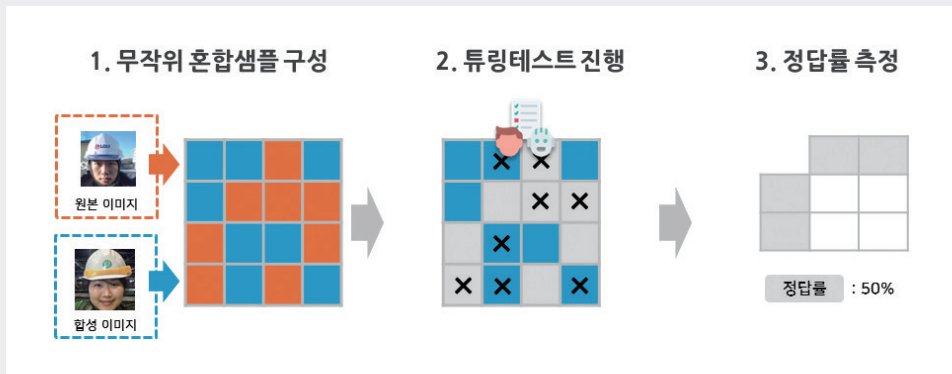 1. 무작위 혼합샘플 구성
2. 튜링테스트 진행
3. 정답률 측정
원본 이미지
합성 이미지
정답률 : 50%